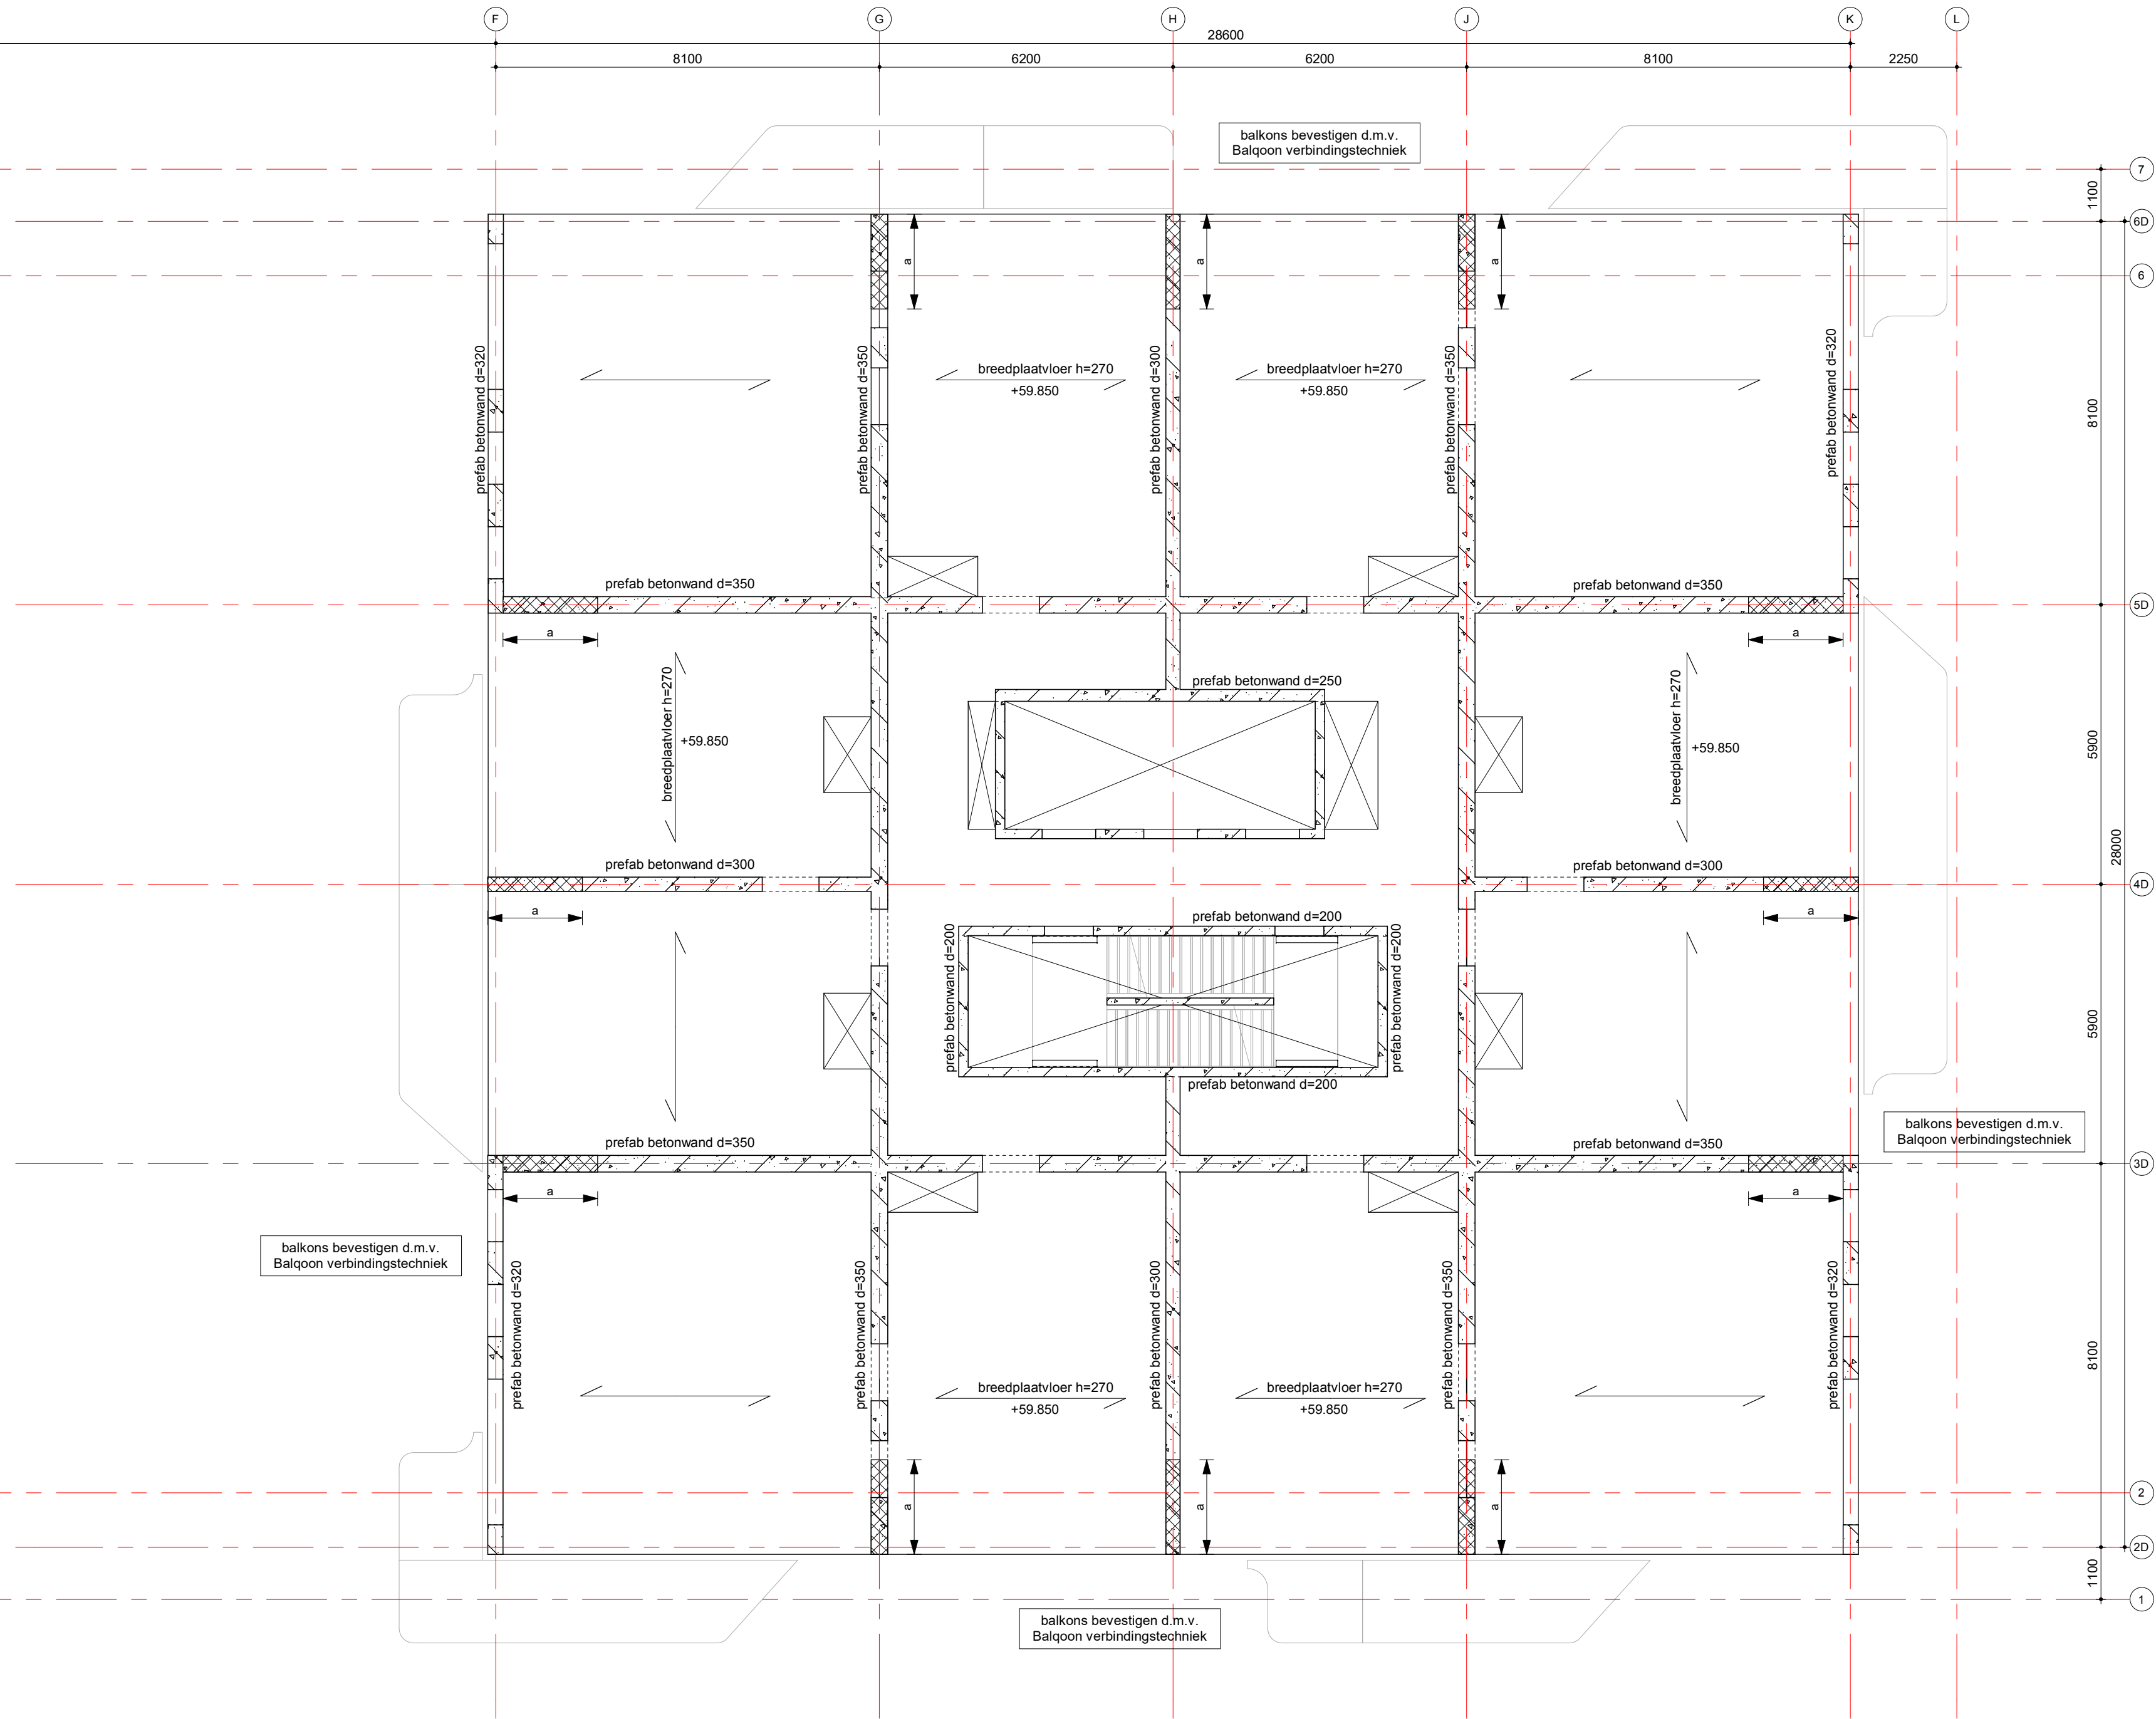 F
G
H
J
K
L
28600
8100
6200
6200
8100
2250
balkons bevestigen d.m.v.
Balqoon verbindingstechniek
7
1100
6D
a
a
a
6
prefab betonwand d=320
prefab betonwand d=350
prefab betonwand d=300
prefab betonwand d=350
prefab betonwand d=320
breedplaatvloer h=270
+59.850
breedplaatvloer h=270
+59.850
8100
prefab betonwand d=350
prefab betonwand d=350
5D
a
a
prefab betonwand d=250
breedplaatvloer h=270
+59.850
breedplaatvloer h=270
+59.850
5900
28000
prefab betonwand d=300
prefab betonwand d=300
4D
a
a
prefab betonwand d=200
prefab betonwand d=200
prefab betonwand d=200
prefab betonwand d=200
5900
balkons bevestigen d.m.v.
Balqoon verbindingstechniek
prefab betonwand d=350
prefab betonwand d=350
3D
a
a
balkons bevestigen d.m.v.
Balqoon verbindingstechniek
prefab betonwand d=320
prefab betonwand d=350
prefab betonwand d=300
prefab betonwand d=350
prefab betonwand d=320
8100
breedplaatvloer h=270
+59.850
breedplaatvloer h=270
+59.850
a
a
a
2
2D
1100
1
balkons bevestigen d.m.v.
Balqoon verbindingstechniek